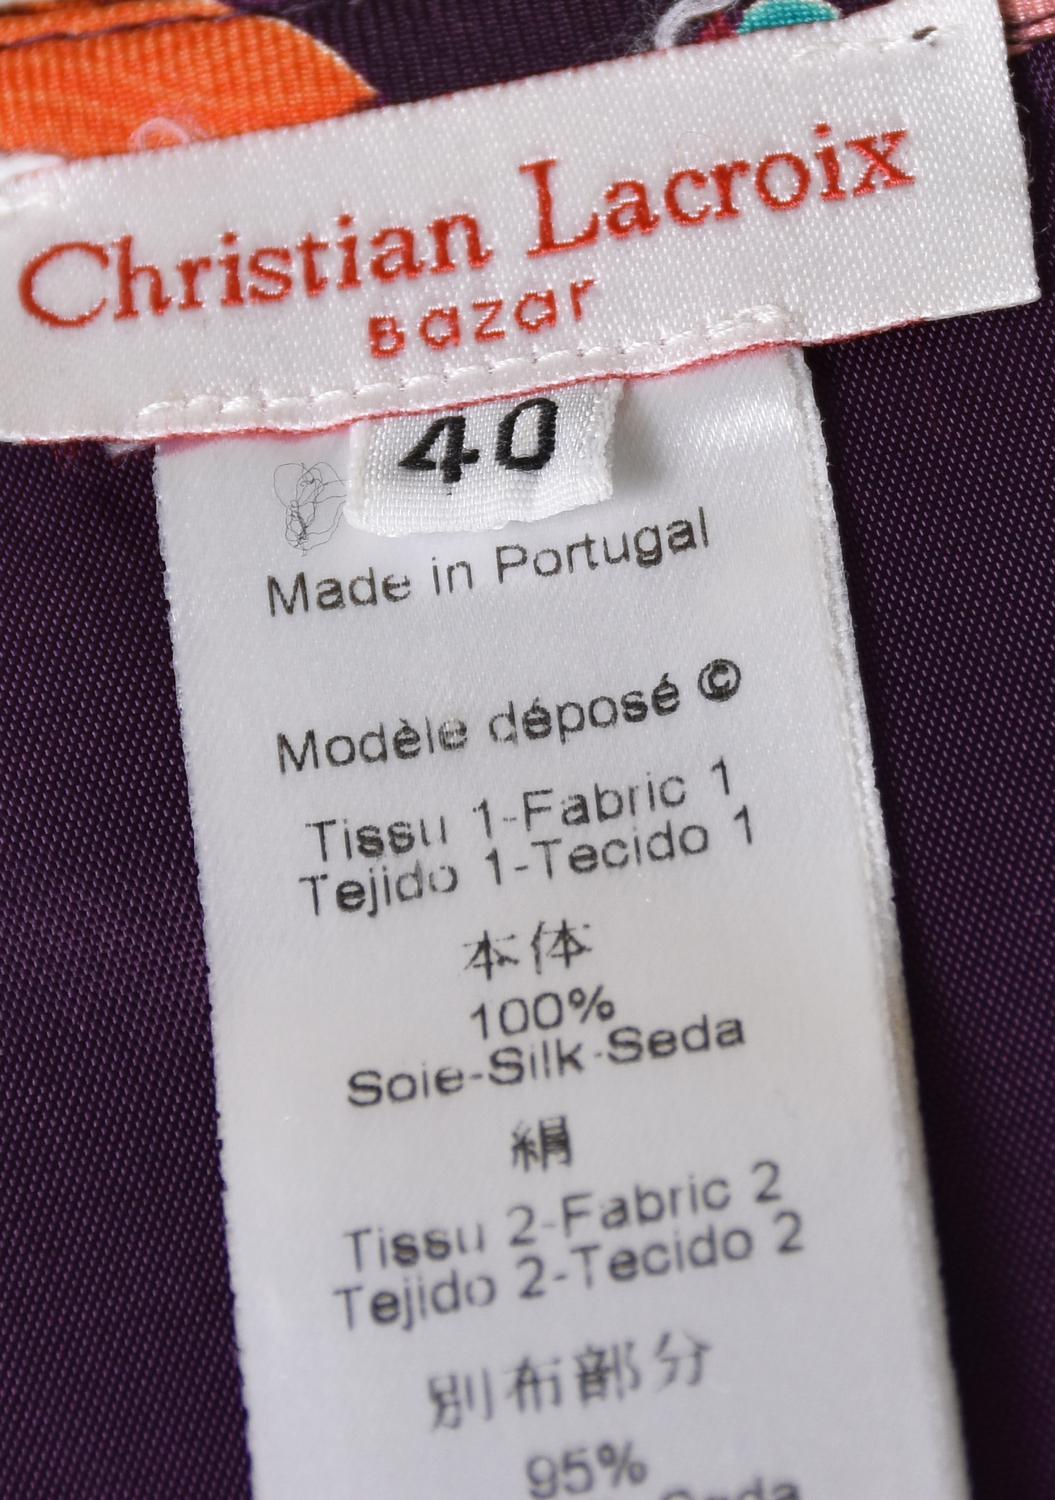 Christian Lacroix
Bazar
40
Made in Portugal
Modèle déposé ©
Tissu 1-Fabric 1
Tejido 1-Tecido 1
本体
100%
Soie-Silk-Seda
絹
Tissu 2-Fabric 2
Tejido 2-Tecido 2
別布部分
95%
Seda